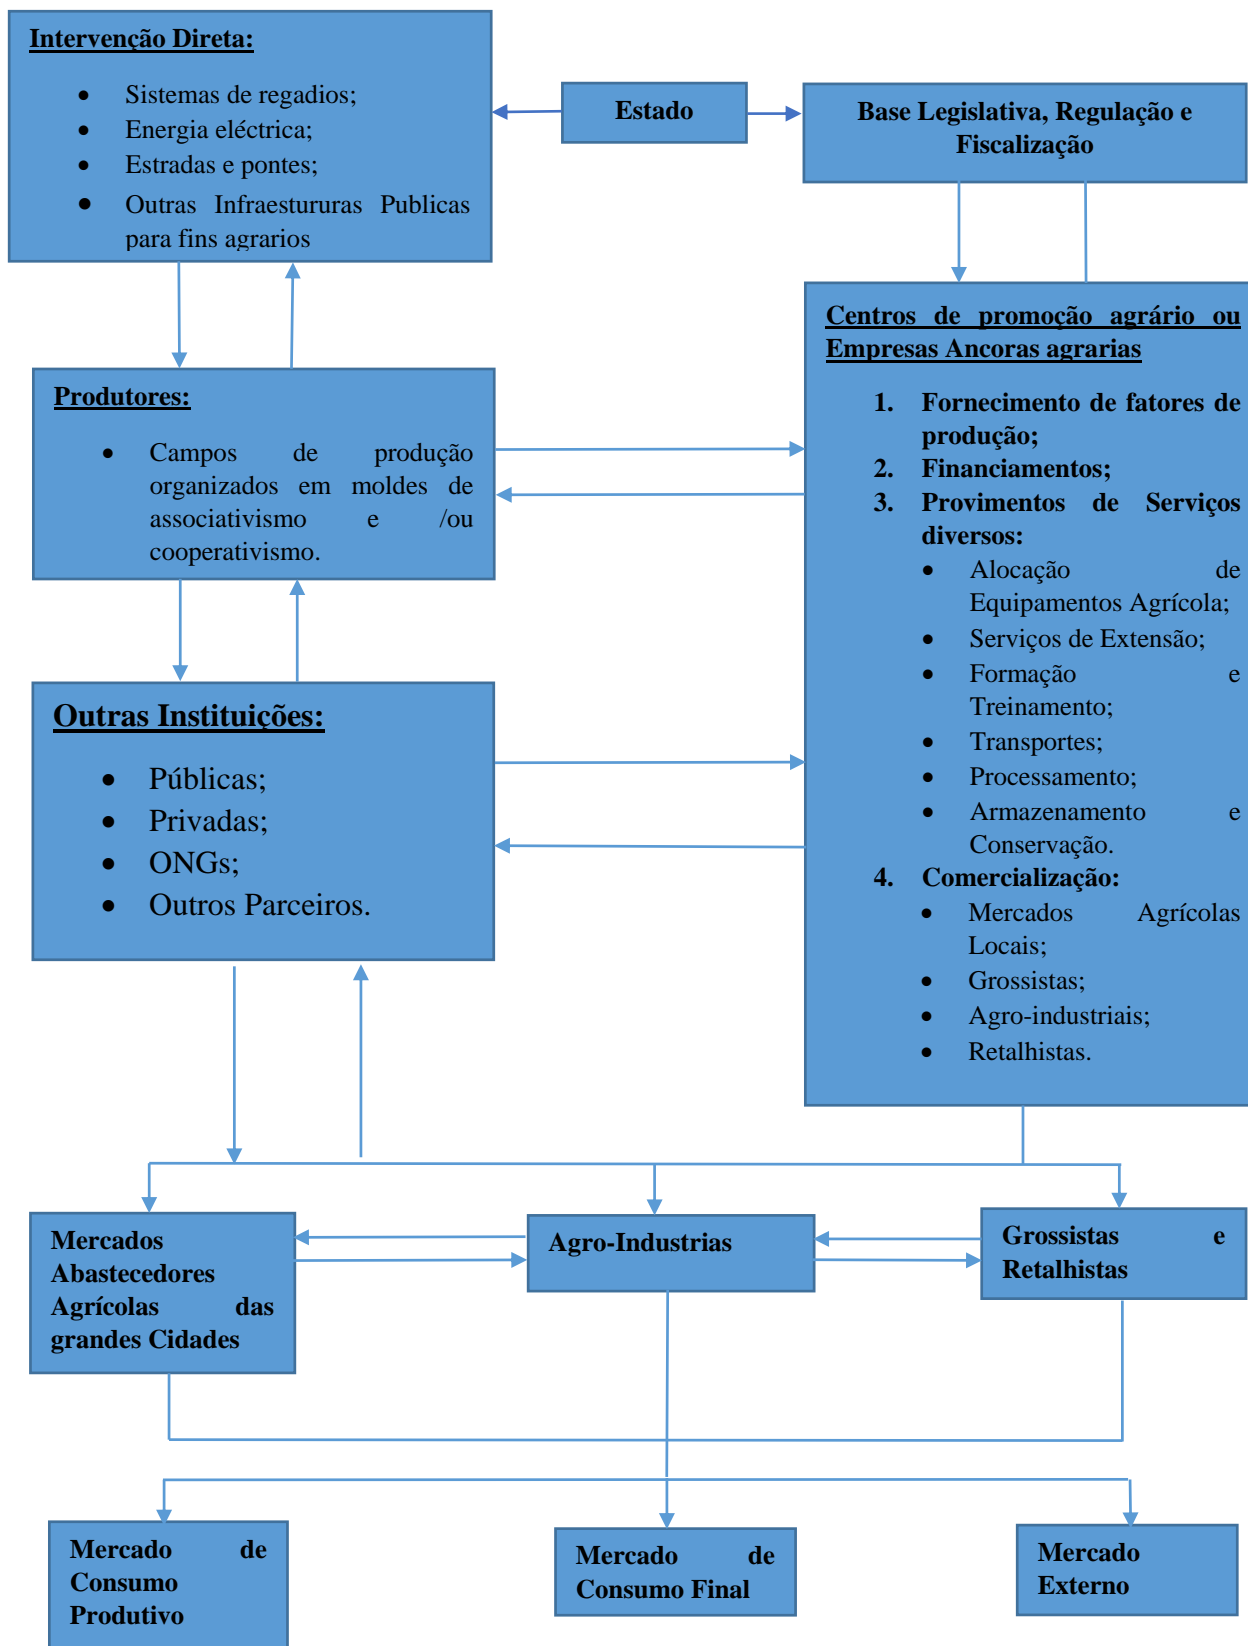 Intervenção Direta:
• Sistemas de regadios;
• Energia eléctrica;
• Estradas e pontes;
• Outras Infraestururas Publicas
para fins agrarios
Estado
Base Legislativa, Regulação e
Fiscalização
Produtores:
• Campos de produção
organizados em moldes de
associativismo e /ou
cooperativismo.
Centros de promoção agrário ou
Empresas Ancoras agrarias
1. Fornecimento de fatores de
produção;
2. Financiamentos;
3. Provimentos de Serviços
diversos:
• Alocação de
Equipamentos Agrícola;
• Serviços de Extensão;
• Formação e
Treinamento;
• Transportes;
• Processamento;
• Armazenamento e
Conservação.
4. Comercialização:
• Mercados Agrícolas
Locais;
• Grossistas;
• Agro-industriais;
• Retalhistas.
Outras Instituições:
• Públicas;
• Privadas;
• ONGs;
• Outros Parceiros.
Mercados
Abastecedores
Agrícolas das
grandes Cidades
Agro-Industrias
Grossistas e
Retalhistas
Mercado de
Consumo
Produtivo
Mercado de
Consumo Final
Mercado
Externo